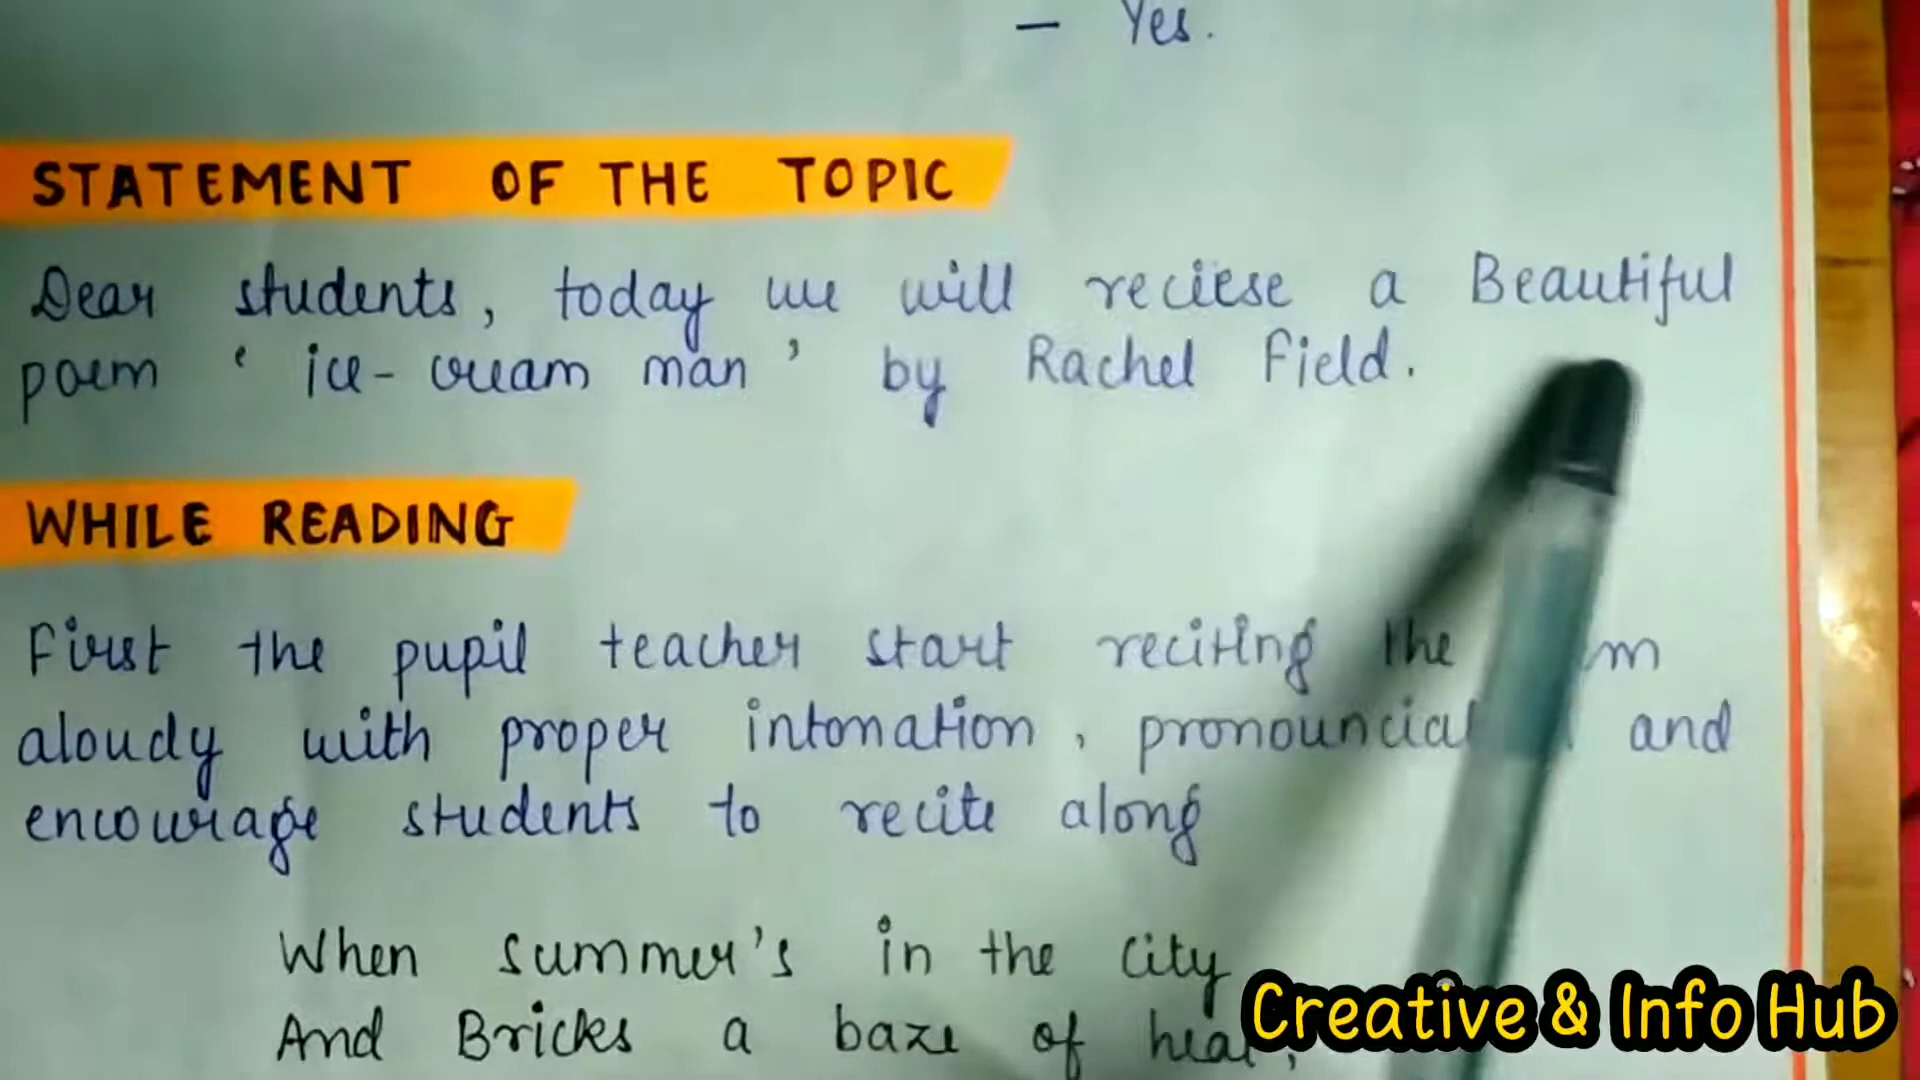 — Yes.
STATEMENT OF THE TOPIC
Dear students, today we will reciese a Beautiful
poem ' ice-cream man ' by Rachel Field.
WHILE READING
First the pupil teacher start reciting the
aloudy with proper intonation, and
encourage students to recite along
When summer's in the city
And Bricks a baze of heat,
Creative & Info Hub